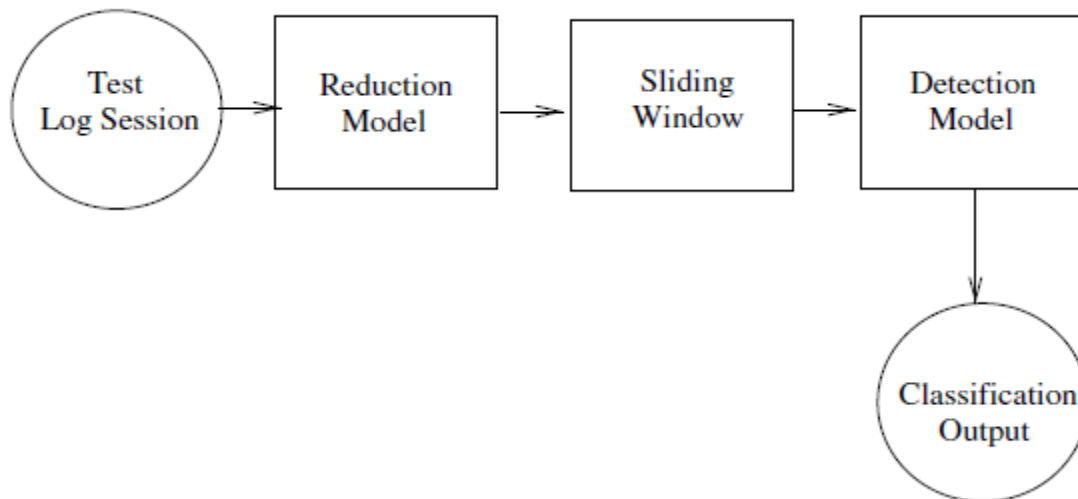 Test
Log Session
Reduction
Model
Sliding
Window
Detection
Model
Classification
Output